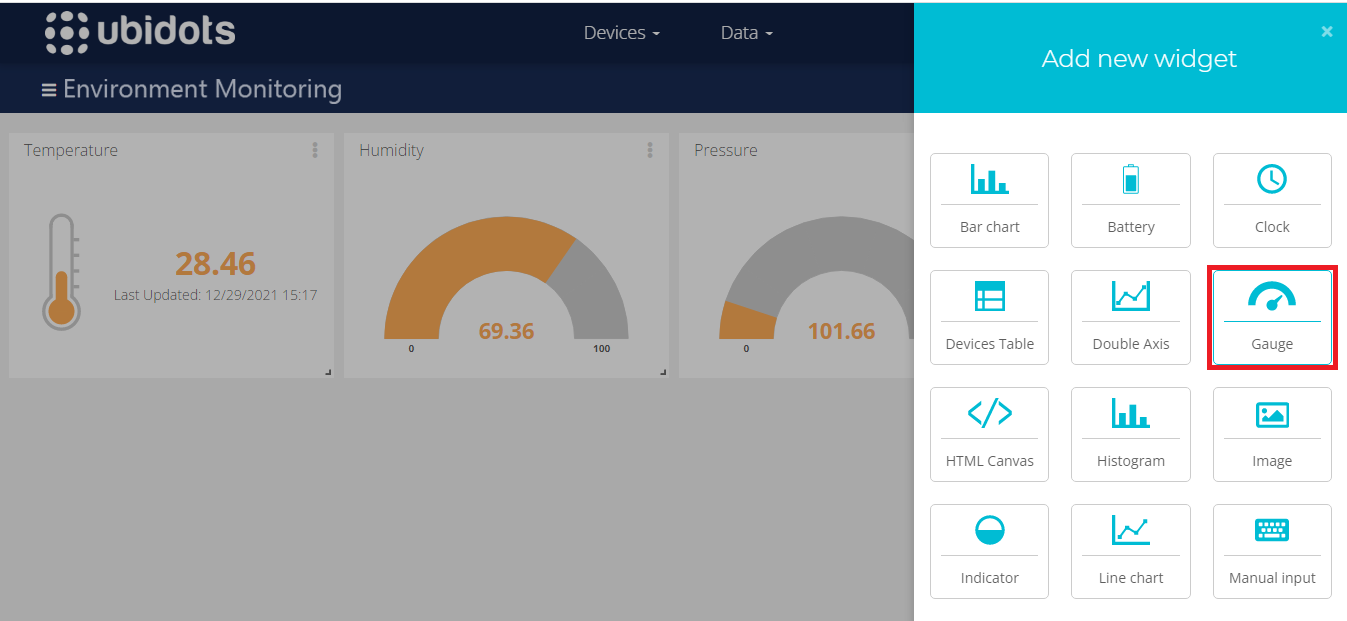 ubidots
Devices
Data
Environment Monitoring
Temperature
28.46
Last Updated: 12/29/2021 15:17
Humidity
69.36
0
100
Pressure
101.66
0
×
Add new widget
Bar chart
Battery
Clock
Devices Table
Double Axis
Gauge
</>
HTML Canvas
Histogram
Image
Indicator
Line chart
Manual input